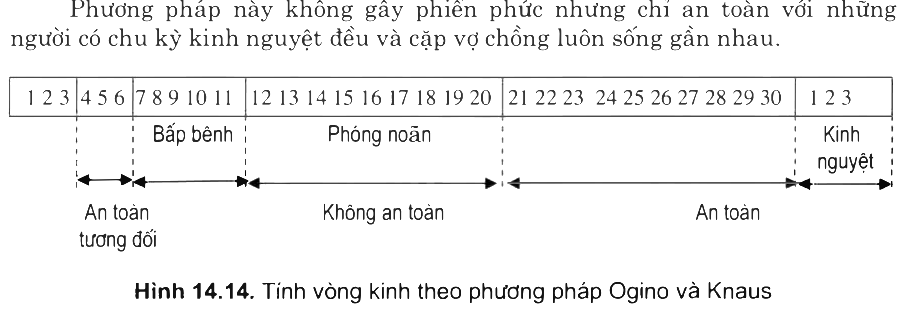 Phương pháp này không gây phiền phức nhưng chỉ an toàn với những
người có chu kỳ kinh nguyệt đều và cặp vợ chồng luôn sống gần nhau.
1 2 3 4 5 6 7 8 9 10 11 12 13 14 15 16 17 18 19 20 21 22 23 24 25 26 27 28 29 30 1 2 3
Bấp bênh Phóng noãn Kinh
nguyệt
An toàn Không an toàn An toàn
tương đối
Hình 14.14. Tính vòng kinh theo phương pháp Ogino và Knaus